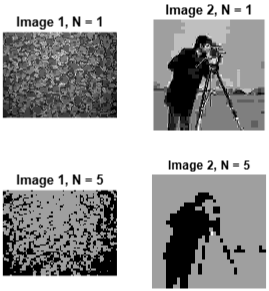 Image 1, N = 1
Image 2, N = 1
Image 1, N = 5
Image 2, N = 5